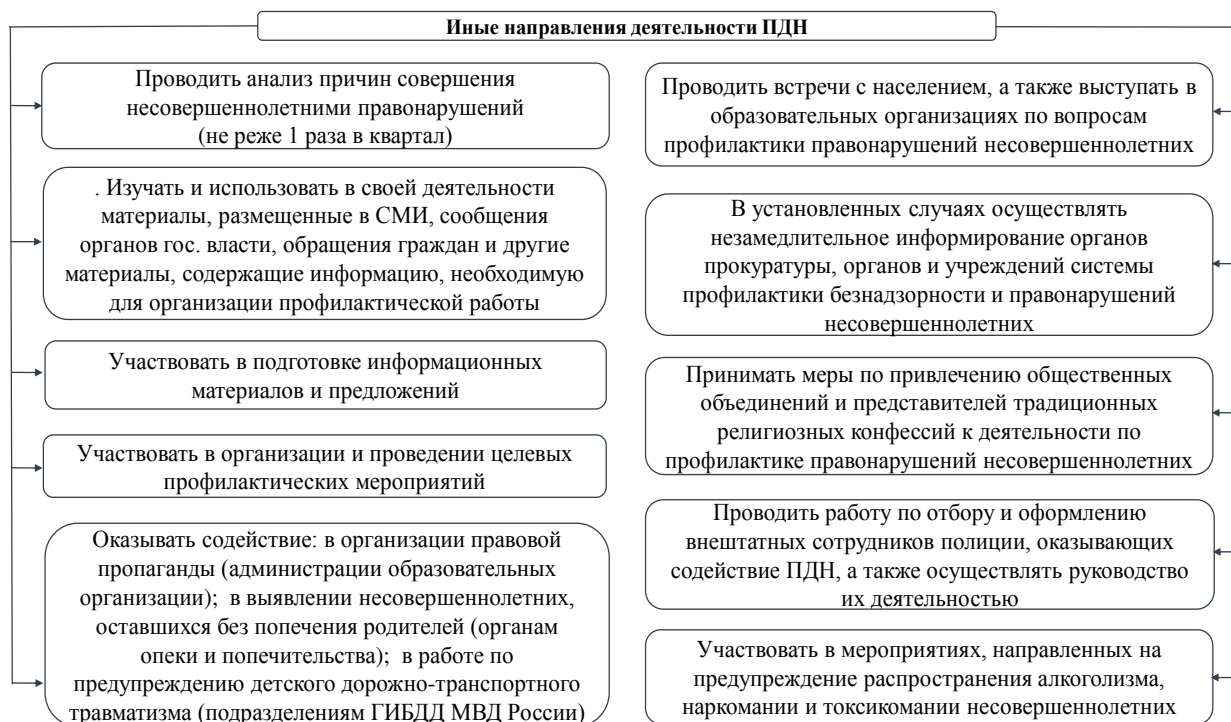 Иные направления деятельности ПДН
Проводить анализ причин совершения
несовершеннолетними правонарушений
(не реже 1 раза в квартал)
. Изучать и использовать в своей деятельности
материалы, размещенные в СМИ, сообщения
органов гос. власти, обращения граждан и другие
материалы, содержащие информацию, необходимую
для организации профилактической работы
Участвовать в подготовке информационных
материалов и предложений
Участвовать в организации и проведении целевых
профилактических мероприятий
Оказывать содействие: в организации правовой
пропаганды (администрации образовательных
организации); в выявлении несовершеннолетних,
оставшихся без попечения родителей (органам
опеки и попечительства); в работе по
предупреждению детского дорожно-транспортного
травматизма (подразделениям ГИБДД МВД России)
Проводить встречи с населением, а также выступать в
образовательных организациях по вопросам
профилактики правонарушений несовершеннолетних
В установленных случаях осуществлять
незамедлительное информирование органов
прокуратуры, органов и учреждений системы
профилактики безнадзорности и правонарушений
несовершеннолетних
Принимать меры по привлечению общественных
объединений и представителей традиционных
религиозных конфессий к деятельности по
профилактике правонарушений несовершеннолетних
Проводить работу по отбору и оформлению
внештатных сотрудников полиции, оказывающих
содействие ПДН, а также осуществлять руководство
их деятельностью
Участвовать в мероприятиях, направленных на
предупреждение распространения алкоголизма,
наркомании и токсикомании несовершеннолетних